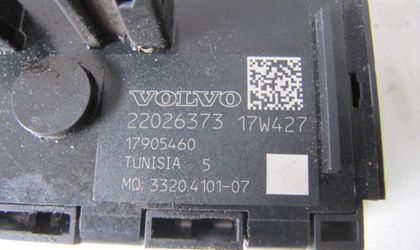 VOLVO
22026373 17W427
17905460
TUNISIA 5
MQ: 3320.4101-07